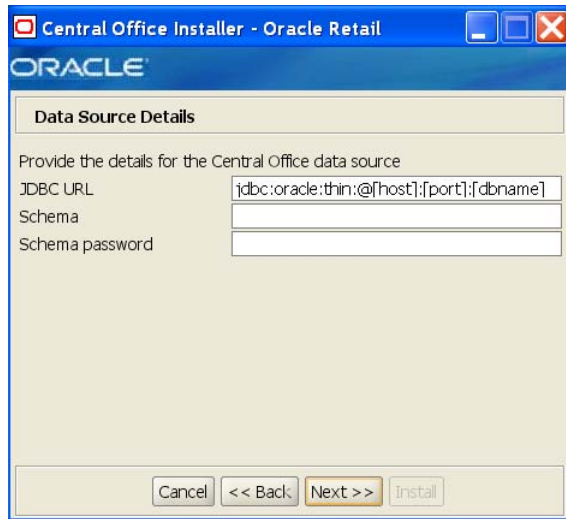 Central Office Installer - Oracle Retail
ORACLE
Data Source Details
Provide the details for the Central Office data source
JDBC URL jdbc:oracle:thin:@[host]:[port]:[dbname]
Schema
Schema password
Cancel << Back Next >> Install